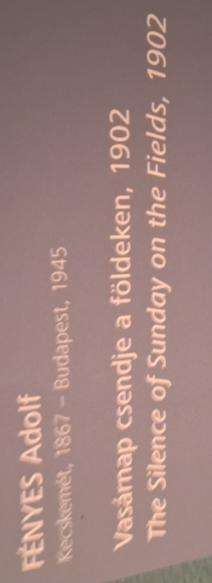 FÉNYES Adolf
Kecskemét, 1867 – Budapest, 1945
Vasárnap csendje a földeken, 1902
The Silence of Sunday on the Fields, 1902